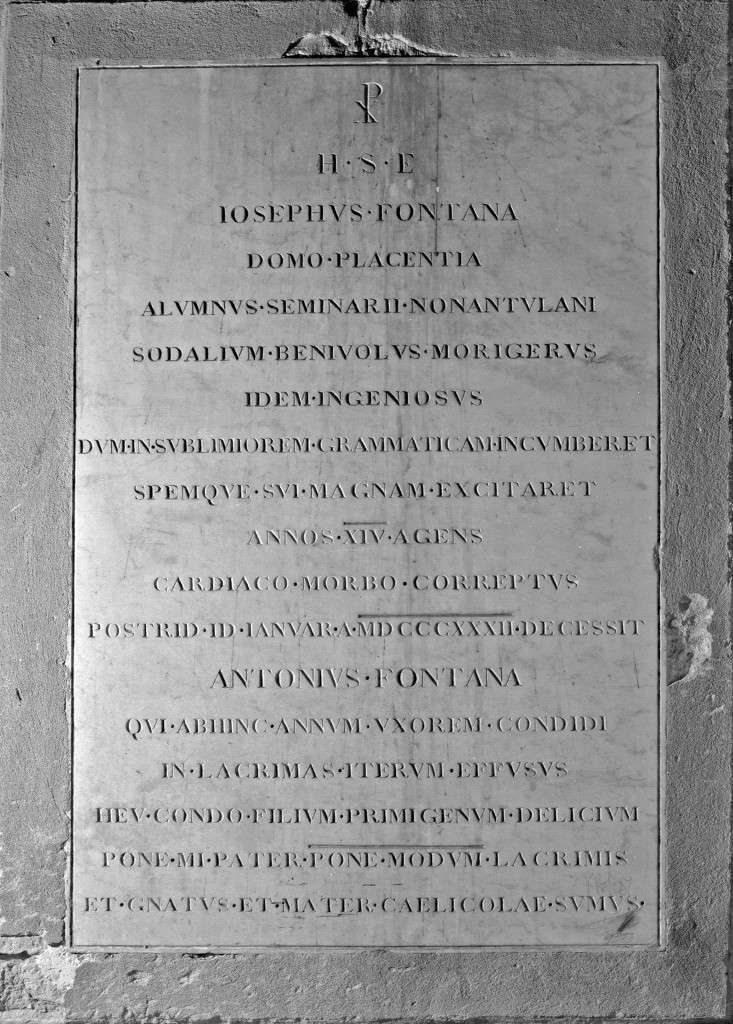 ☧
H·S·E
IOSEPHVS·FONTANA
DOMO·PLACENTIA
ALVMNVS·SEMINARII·NONANTVLANI
SODALIVM·BENIVOLVS·MORIGERVS
IDEM·INGENIOSVS
DVM·IN·SVBLIMIOREM·GRAMMATICAM·INCVMBERET
SPEMQVE·SVI·MAGNAM·EXCITARET
ANNOS·XIV·AGENS
CARDIACO·MORBO·CORREPTVS
POSTRID·ID·IANVAR·A·MDCCCXXXII·DECESSIT
ANTONIVS·FONTANA
QVI·ABHINC·ANNVM·VXOREM·CONDIDI
IN·LACRIMAS·ITERVM·EFFVSVS
HEV·CONDO·FILIVM·PRIMIGENVM·DELICIVM
PONE·MI·PATER·PONE·MODVM·LACRIMIS
ET·GNATVS·ET·MATER·CAELICOLAE·SVMVS·